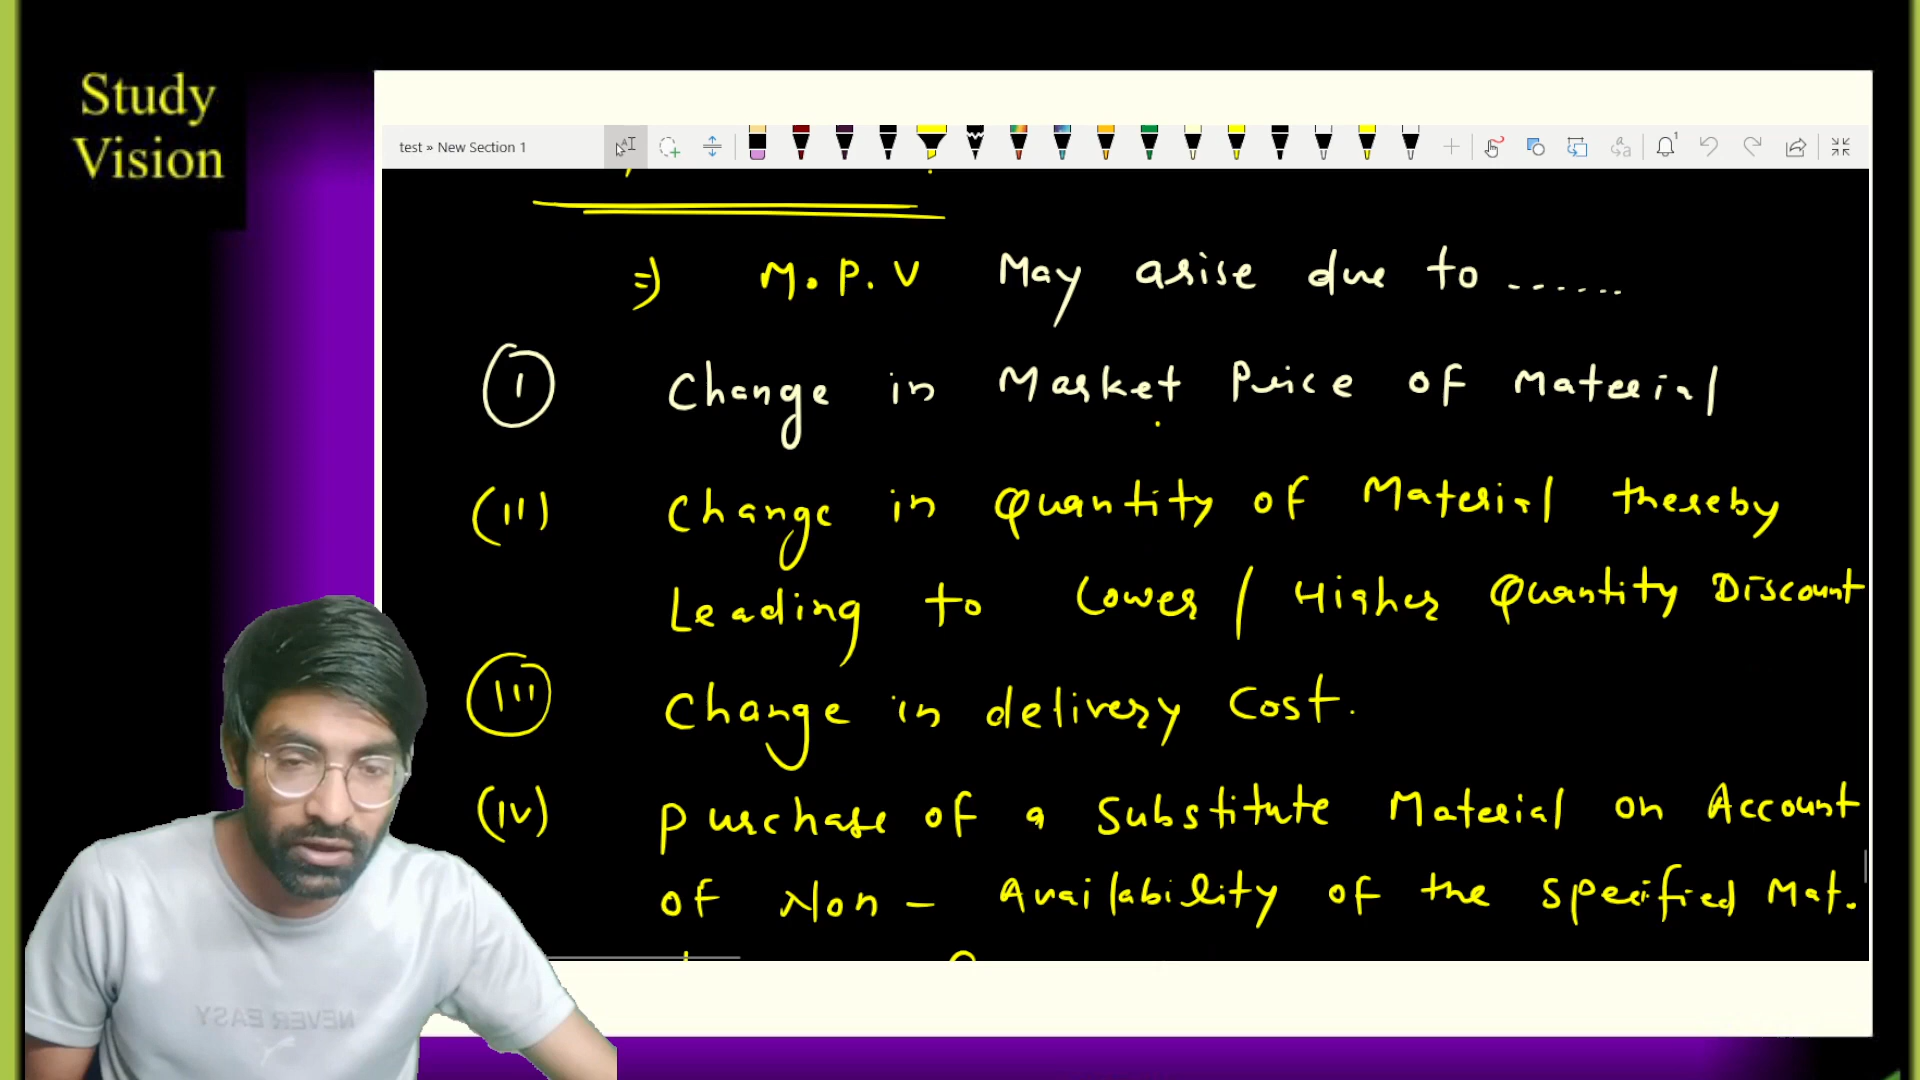 Study
Vision
test » New Section 1
⇒ M.P.V May arise due to ......
(I) Change in Market Price of Material
(II) Change in Quantity of Material thereby
Leading to Lower / Higher Quantity Discount
(III) Change in delivery Cost.
(IV) Purchase of a Substitute Material on Account
of Non - Availability of the Specified Mat.
NEVER EASY